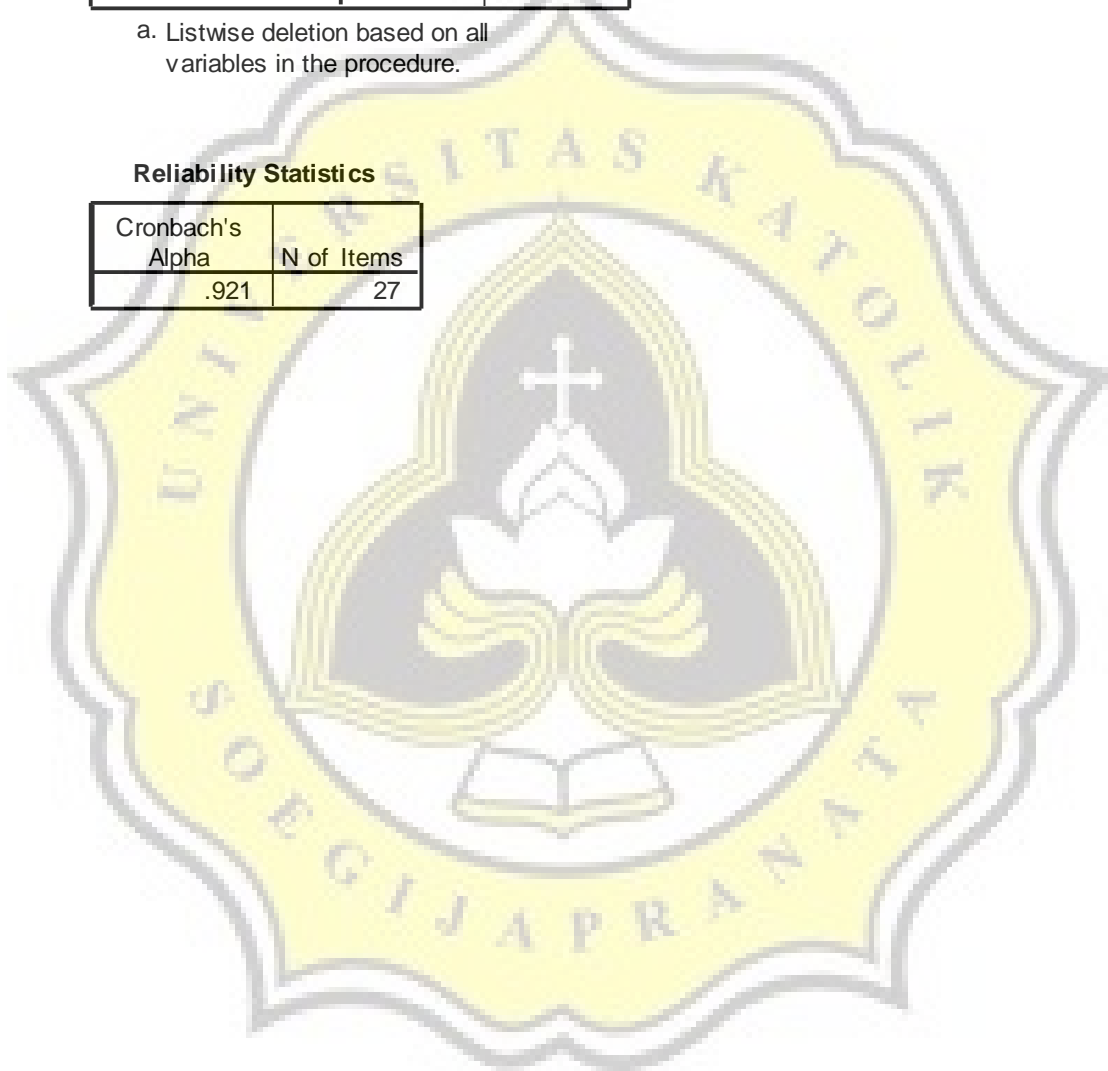 a. Listwise deletion based on all
variables in the procedure.
Reliability Statistics
Cronbach's
Alpha N of Items
.921 27
UNIVERSITAS KATOLIK
SOEGIJAPRANATA